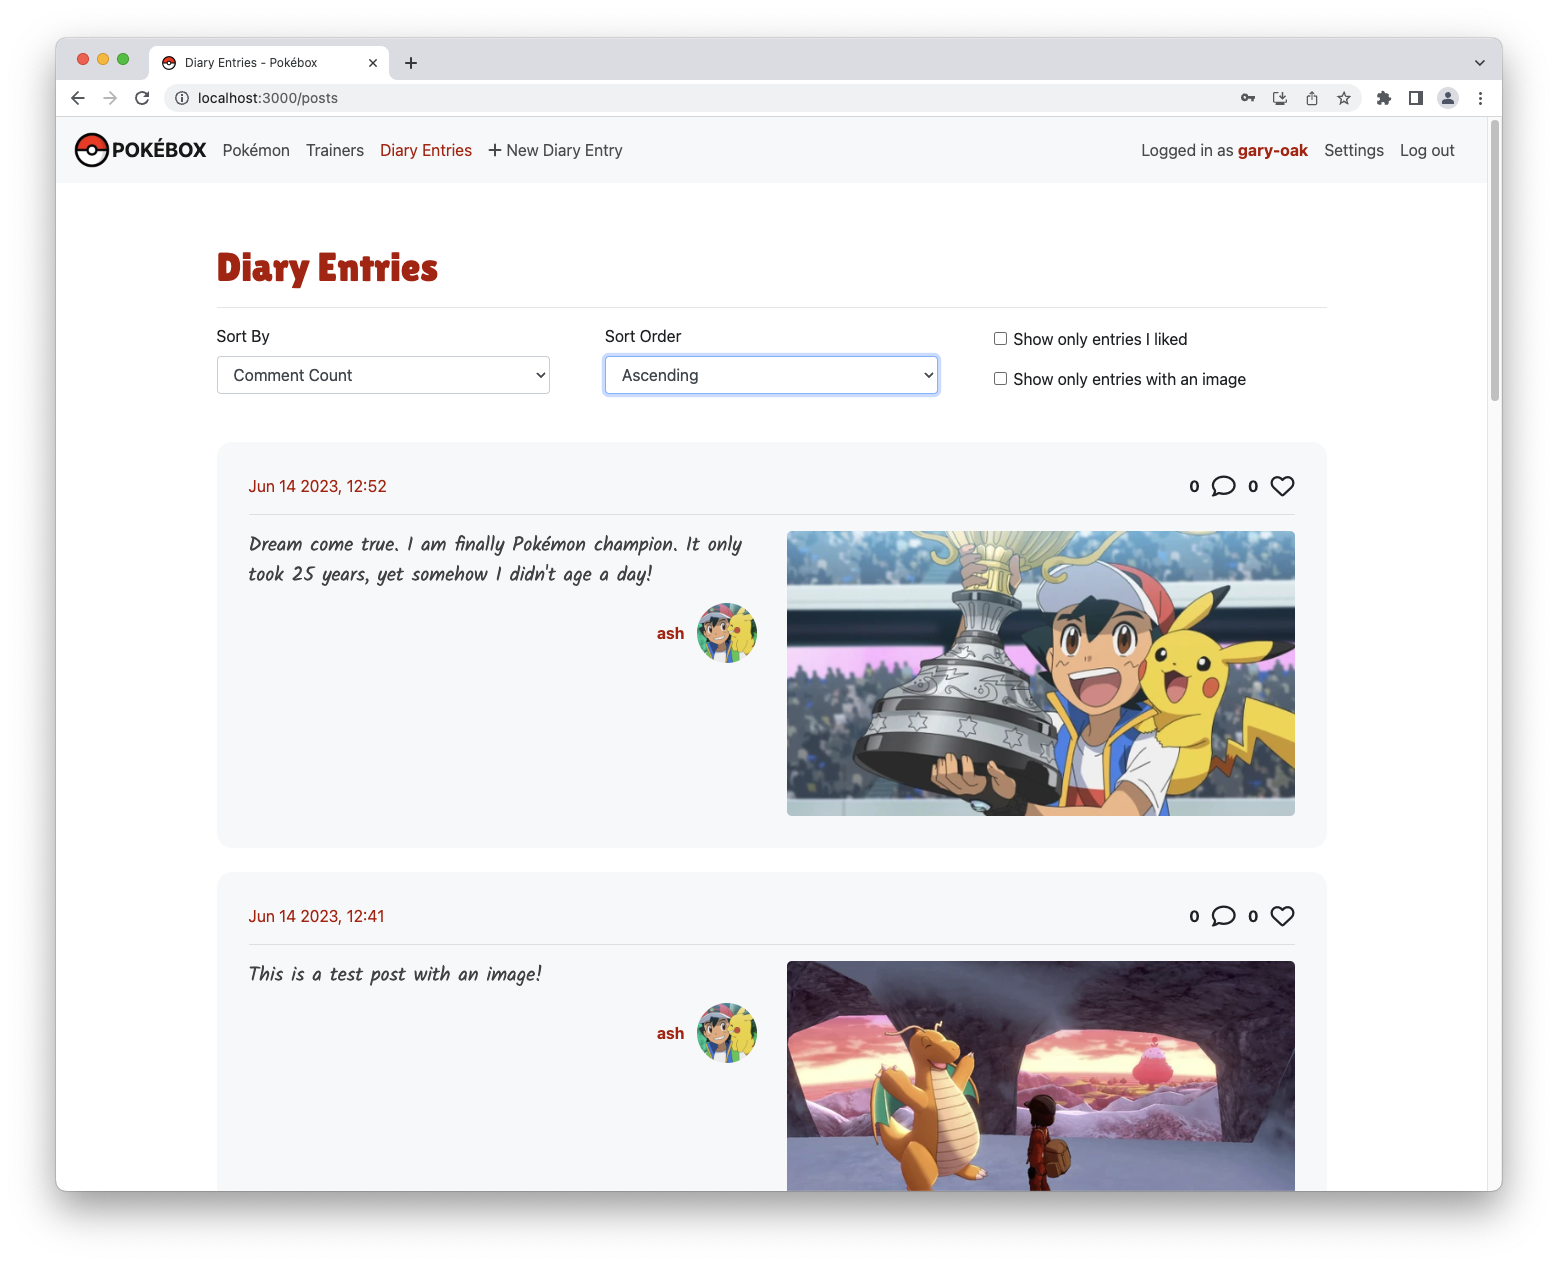 Diary Entries - Pokébox
localhost:3000/posts
POKÉBOX Pokémon Trainers Diary Entries + New Diary Entry Logged in as gary-oak Settings Log out
Diary Entries
Sort By Sort Order
Show only entries I liked
Comment Count Ascending
Show only entries with an image
Jun 14 2023, 12:52 0 0
Dream come true. I am finally Pokémon champion. It only
took 25 years, yet somehow I didn't age a day!
ash
Jun 14 2023, 12:41 0 0
This is a test post with an image!
ash